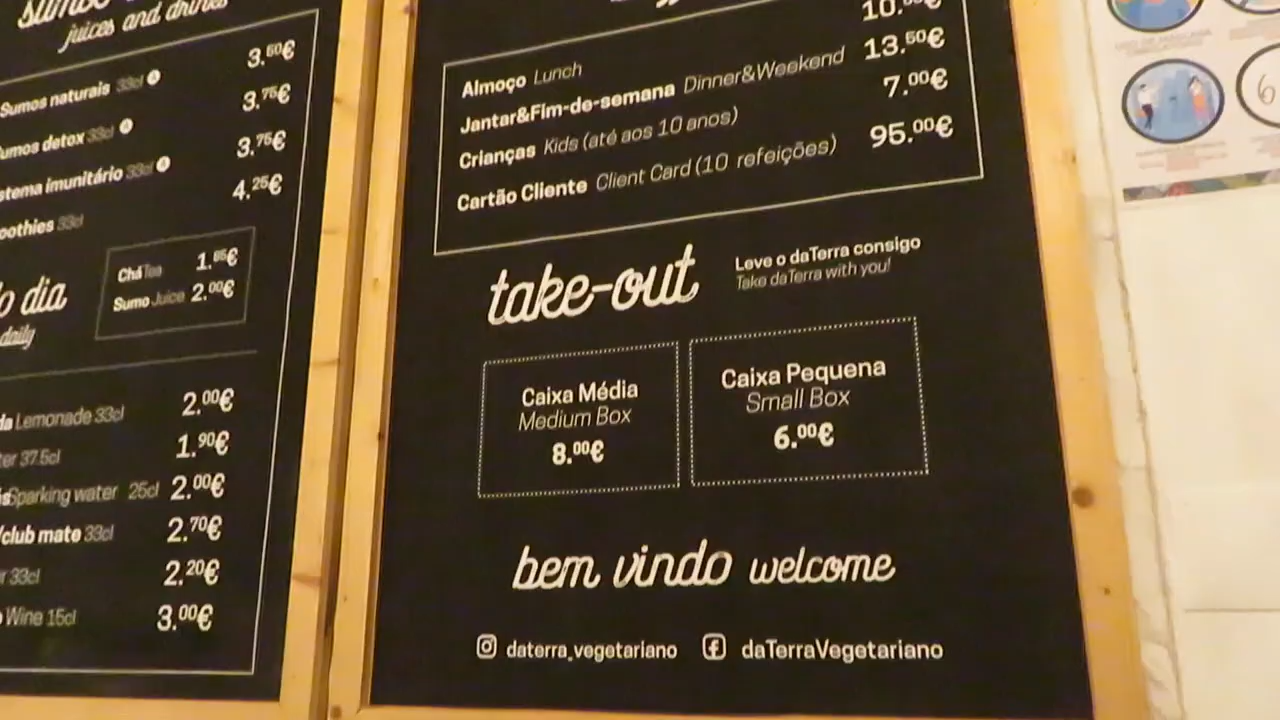 juices and drinks
Sumos naturais 33cl 3.50€
detox 33cl 3.75€
imunitário 33cl 3.75€
33cl 4.25€
dia
daily
Chá Tea 1.85€
Sumo Juice 2.00€
Lemonade 33cl 2.00€
37.5cl 1.90€
Sparking water 25cl 2.00€
club mate 33cl 2.70€
33cl 2.20€
Wine 15cl 3.00€
Almoço Lunch 10.00€
Jantar&Fim-de-semana Dinner&Weekend 13.50€
Crianças Kids (até aos 10 anos) 7.00€
Cartão Cliente Client Card (10 refeições) 95.00€
take-out
Leve o daTerra consigo
Take daTerra with you!
Caixa Média
Medium Box
8.00€
Caixa Pequena
Small Box
6.00€
bem vindo welcome
daterra_vegetariano daTerraVegetariano
6